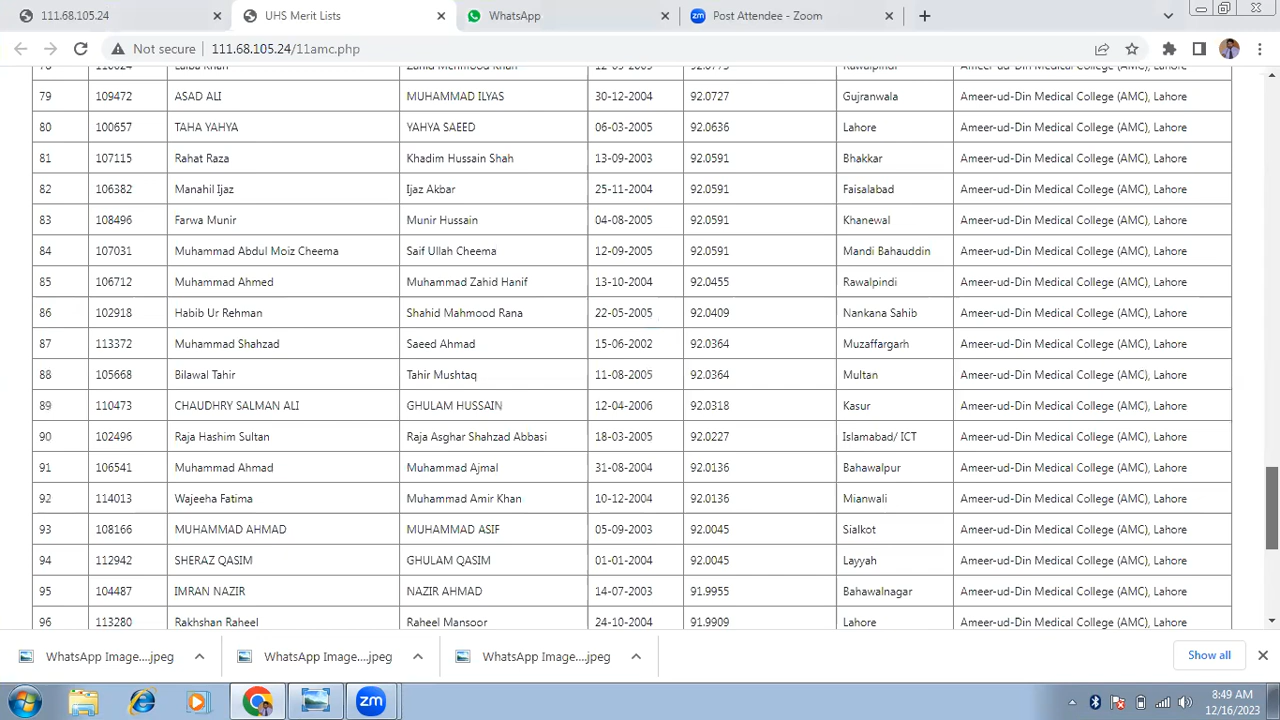 111.68.105.24
UHS Merit Lists
WhatsApp
Post Attendee - Zoom
Not secure 111.68.105.24/11amc.php
79 109472 ASAD ALI MUHAMMAD ILYAS 30-12-2004 92.0727 Gujranwala Ameer-ud-Din Medical College (AMC), Lahore
80 100657 TAHA YAHYA YAHYA SAEED 06-03-2005 92.0636 Lahore Ameer-ud-Din Medical College (AMC), Lahore
81 107115 Rahat Raza Khadim Hussain Shah 13-09-2003 92.0591 Bhakkar Ameer-ud-Din Medical College (AMC), Lahore
82 106382 Manahil Ijaz Ijaz Akbar 25-11-2004 92.0591 Faisalabad Ameer-ud-Din Medical College (AMC), Lahore
83 108496 Farwa Munir Munir Hussain 04-08-2005 92.0591 Khanewal Ameer-ud-Din Medical College (AMC), Lahore
84 107031 Muhammad Abdul Moiz Cheema Saif Ullah Cheema 12-09-2005 92.0591 Mandi Bahauddin Ameer-ud-Din Medical College (AMC), Lahore
85 106712 Muhammad Ahmed Muhammad Zahid Hanif 13-10-2004 92.0455 Rawalpindi Ameer-ud-Din Medical College (AMC), Lahore
86 102918 Habib Ur Rehman Shahid Mahmood Rana 22-05-2005 92.0409 Nankana Sahib Ameer-ud-Din Medical College (AMC), Lahore
87 113372 Muhammad Shahzad Saeed Ahmad 15-06-2002 92.0364 Muzaffargarh Ameer-ud-Din Medical College (AMC), Lahore
88 105668 Bilawal Tahir Tahir Mushtaq 11-08-2005 92.0364 Multan Ameer-ud-Din Medical College (AMC), Lahore
89 110473 CHAUDHRY SALMAN ALI GHULAM HUSSAIN 12-04-2006 92.0318 Kasur Ameer-ud-Din Medical College (AMC), Lahore
90 102496 Raja Hashim Sultan Raja Asghar Shahzad Abbasi 18-03-2005 92.0227 Islamabad/ ICT Ameer-ud-Din Medical College (AMC), Lahore
91 106541 Muhammad Ahmad Muhammad Ajmal 31-08-2004 92.0136 Bahawalpur Ameer-ud-Din Medical College (AMC), Lahore
92 114013 Wajeeha Fatima Muhammad Amir Khan 10-12-2004 92.0136 Mianwali Ameer-ud-Din Medical College (AMC), Lahore
93 108166 MUHAMMAD AHMAD MUHAMMAD ASIF 05-09-2003 92.0045 Sialkot Ameer-ud-Din Medical College (AMC), Lahore
94 112942 SHERAZ QASIM GHULAM QASIM 01-01-2004 92.0045 Layyah Ameer-ud-Din Medical College (AMC), Lahore
95 104487 IMRAN NAZIR NAZIR AHMAD 14-07-2003 91.9955 Bahawalnagar Ameer-ud-Din Medical College (AMC), Lahore
96 113280 Rakhshan Raheel Raheel Mansoor 24-10-2004 91.9909 Lahore Ameer-ud-Din Medical College (AMC), Lahore
WhatsApp Image....jpeg WhatsApp Image....jpeg WhatsApp Image....jpeg Show all
zm
8:49 AM
12/16/2023